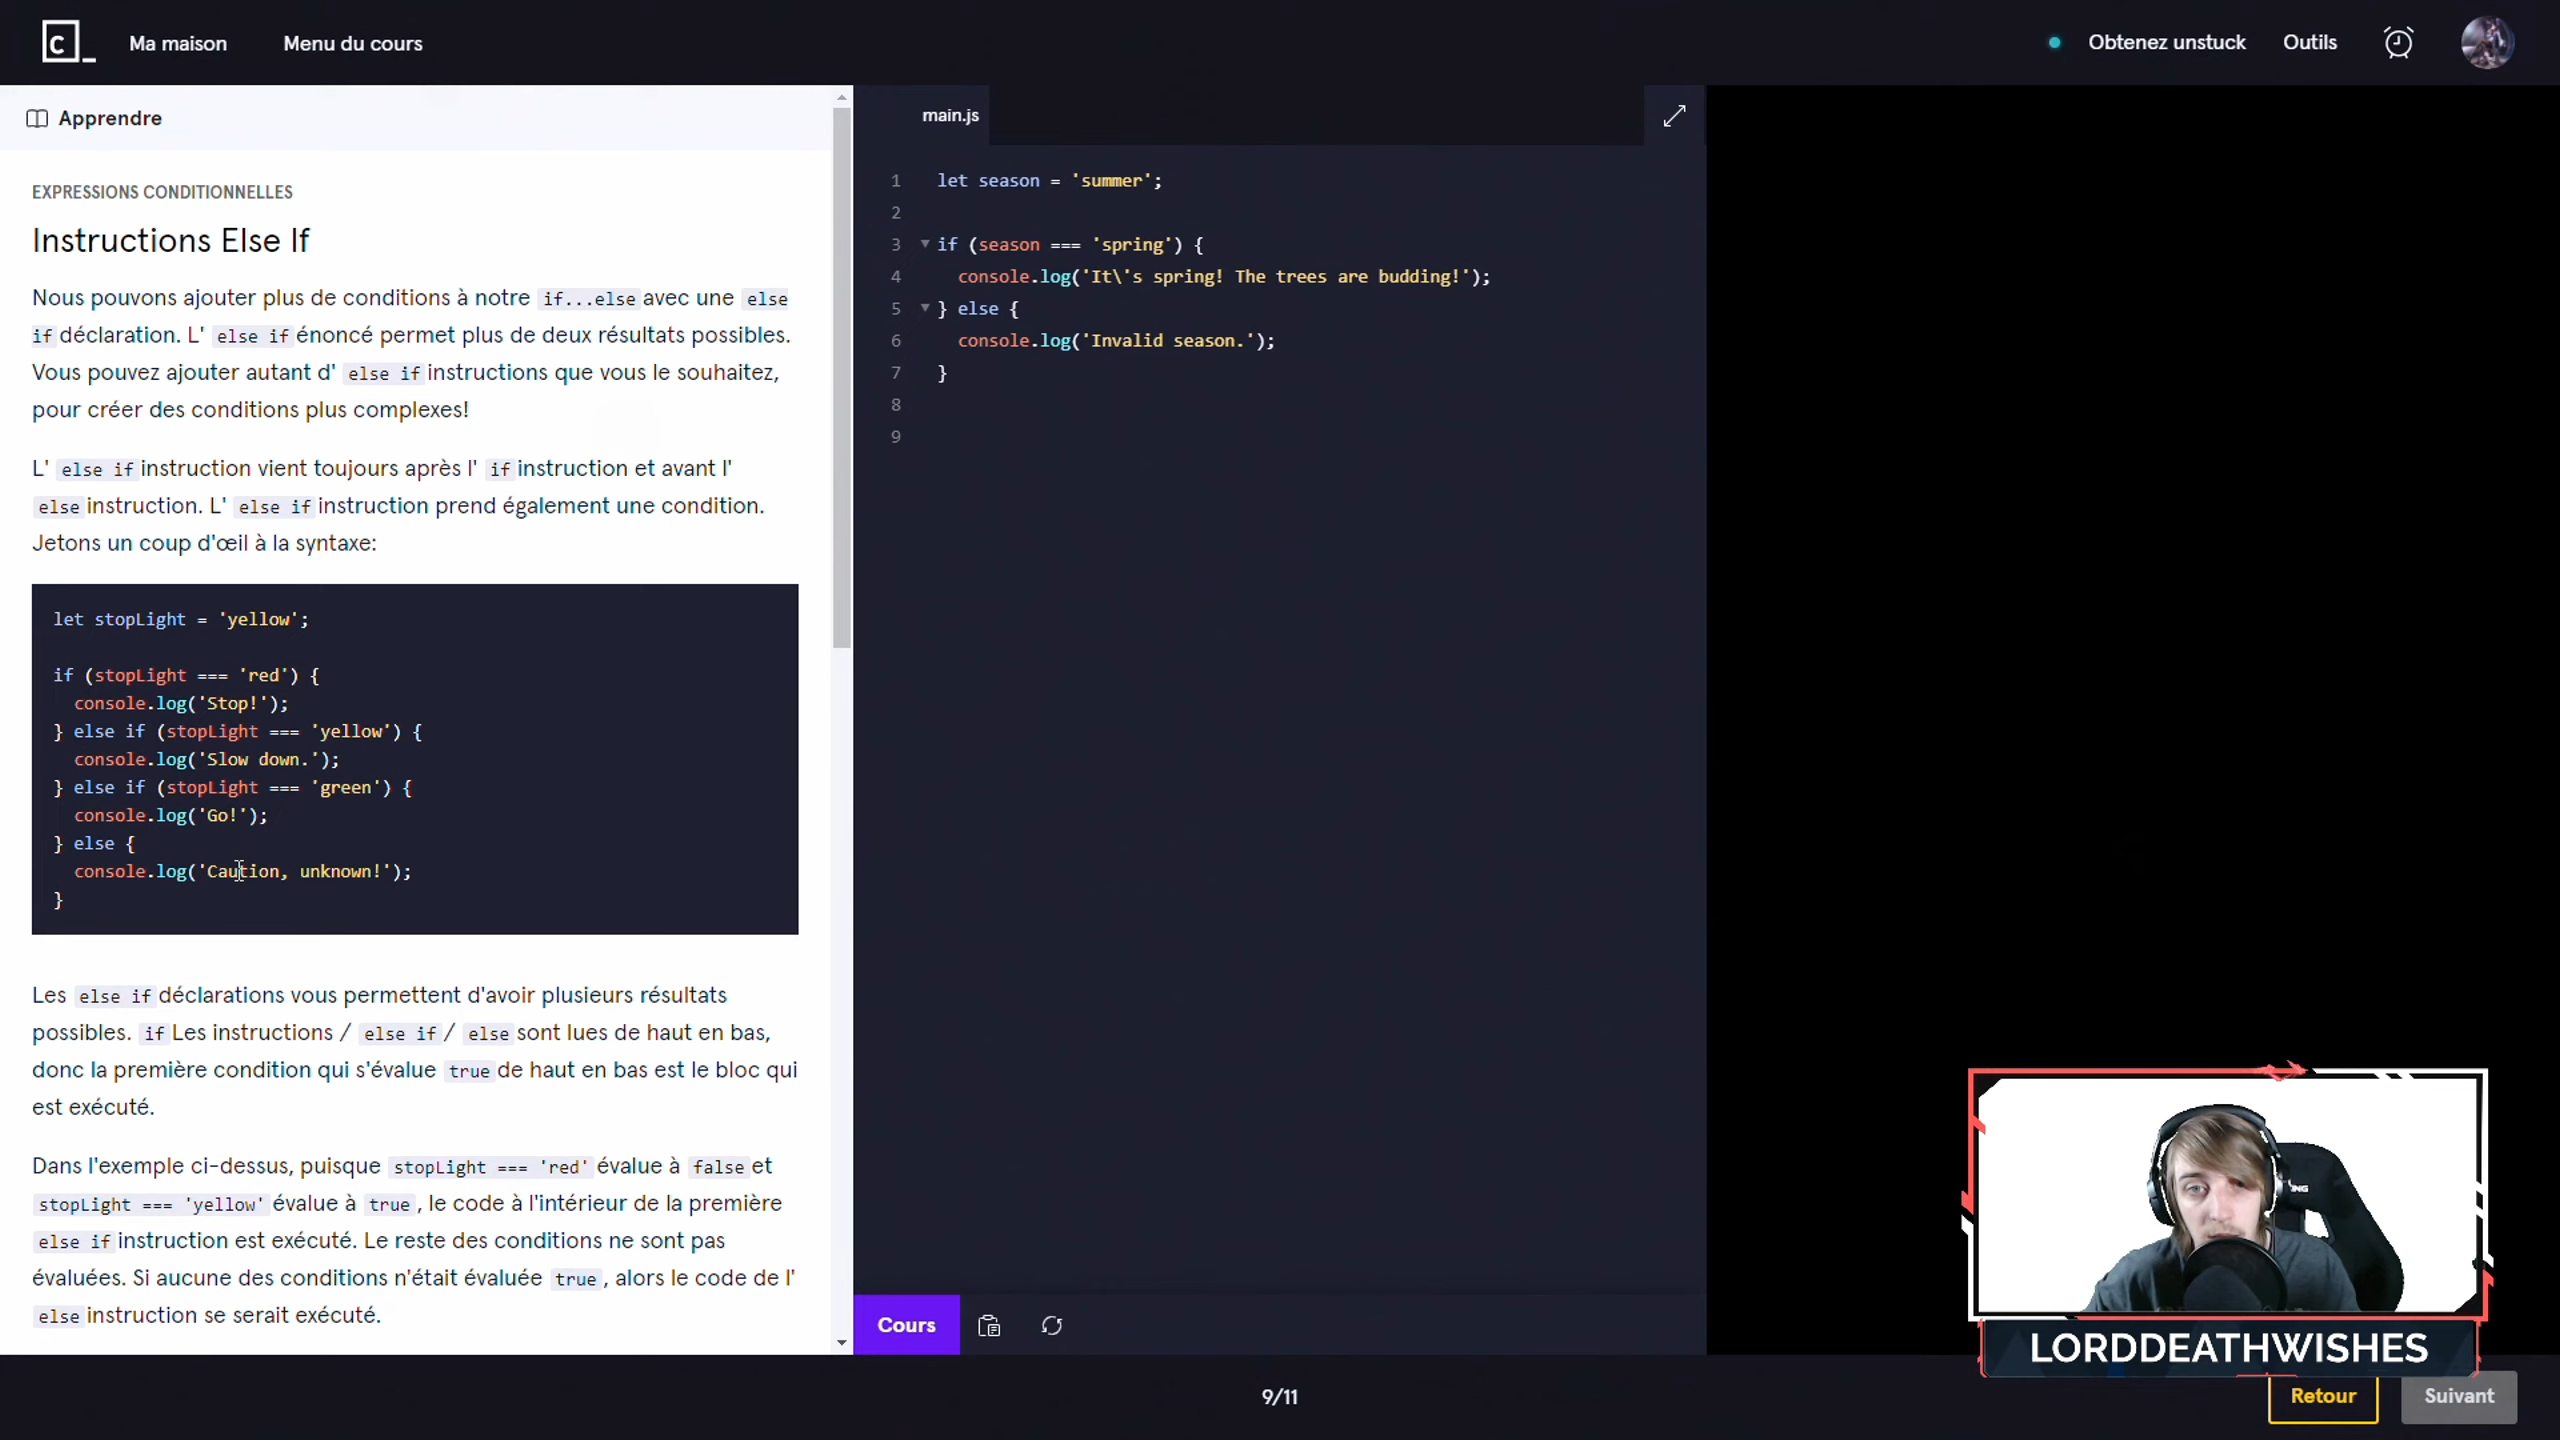 C_ Ma maison Menu du cours Obtenez unstuck Outils
Apprendre
EXPRESSIONS CONDITIONNELLES
Instructions Else If
Nous pouvons ajouter plus de conditions à notre if...else avec une else
if déclaration. L' else if énoncé permet plus de deux résultats possibles.
Vous pouvez ajouter autant d' else if instructions que vous le souhaitez,
pour créer des conditions plus complexes!
L' else if instruction vient toujours après l' if instruction et avant l'
else instruction. L' else if instruction prend également une condition.
Jetons un coup d'œil à la syntaxe:
let stopLight = 'yellow';
if (stopLight === 'red') {
console.log('Stop!');
} else if (stopLight === 'yellow') {
console.log('Slow down.');
} else if (stopLight === 'green') {
console.log('Go!');
} else {
console.log('Caution, unknown!');
}
Les else if déclarations vous permettent d'avoir plusieurs résultats
possibles. if Les instructions / else if / else sont lues de haut en bas,
donc la première condition qui s'évalue true de haut en bas est le bloc qui
est exécuté.
Dans l'exemple ci-dessus, puisque stopLight === 'red' évalue à false et
stopLight === 'yellow' évalue à true , le code à l'intérieur de la première
else if instruction est exécuté. Le reste des conditions ne sont pas
évaluées. Si aucune des conditions n'était évaluée true , alors le code de l'
else instruction se serait exécuté.
main.js
1 let season = 'summer';
2
3 if (season === 'spring') {
4 console.log('It\'s spring! The trees are budding!');
5 } else {
6 console.log('Invalid season.');
7 }
8
9
Cours
LORDDEATHWISHES
9/11
Retour Suivant